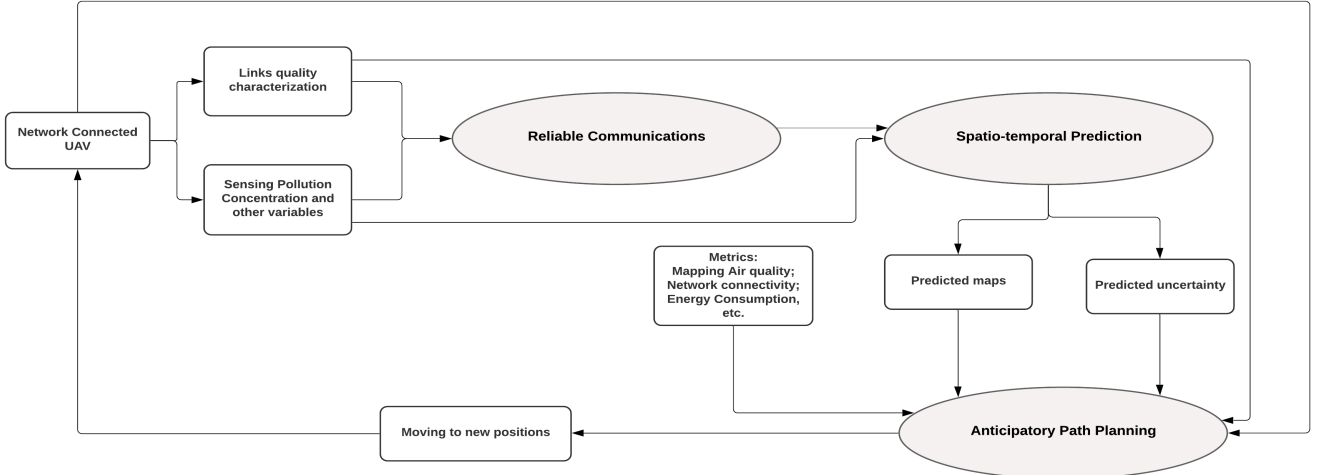 Links quality
characterization
Network Connected
UAV
Reliable Communications
Spatio-temporal Prediction
Sensing Pollution
Concentration and
other variables
Metrics:
Mapping Air quality;
Network connectivity;
Energy Consumption,
etc.
Predicted maps
Predicted uncertainty
Moving to new positions
Anticipatory Path Planning